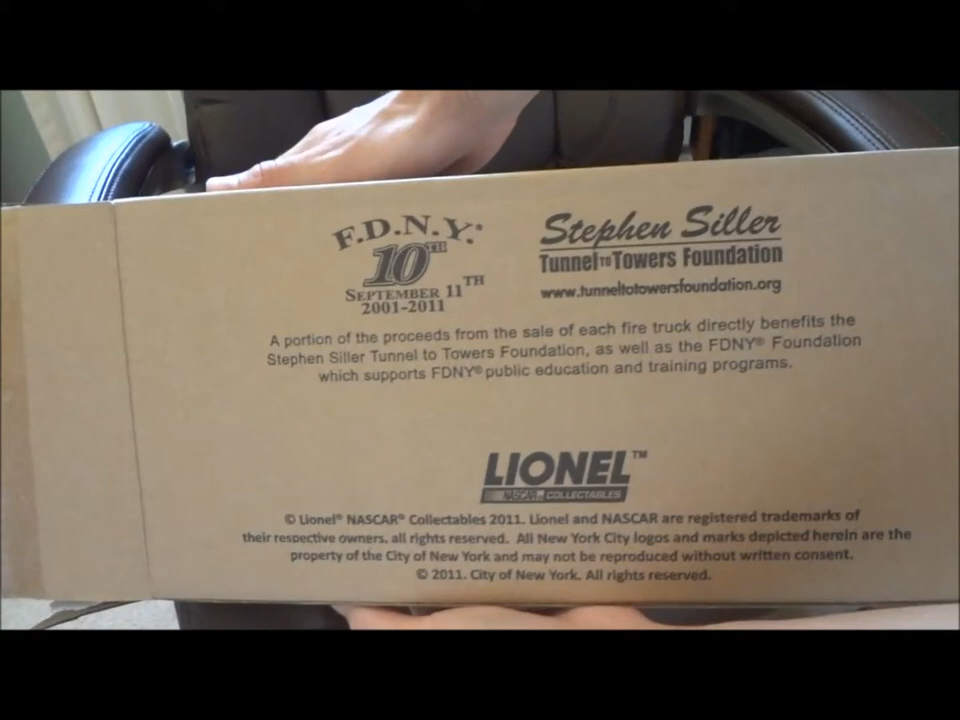 F.D.N.Y.®
10TH
SEPTEMBER 11TH
2001-2011
Stephen Siller
Tunnel TO Towers Foundation
www.tunneltotowersfoundation.org
A portion of the proceeds from the sale of each fire truck directly benefits the
Stephen Siller Tunnel to Towers Foundation, as well as the FDNY® Foundation
which supports FDNY® public education and training programs.
LIONEL™
NASCAR® COLLECTABLES
© Lionel® NASCAR® Collectables 2011. Lionel and NASCAR are registered trademarks of
their respective owners. all rights reserved. All New York City logos and marks depicted herein are the
property of the City of New York and may not be reproduced without written consent.
© 2011. City of New York. All rights reserved.